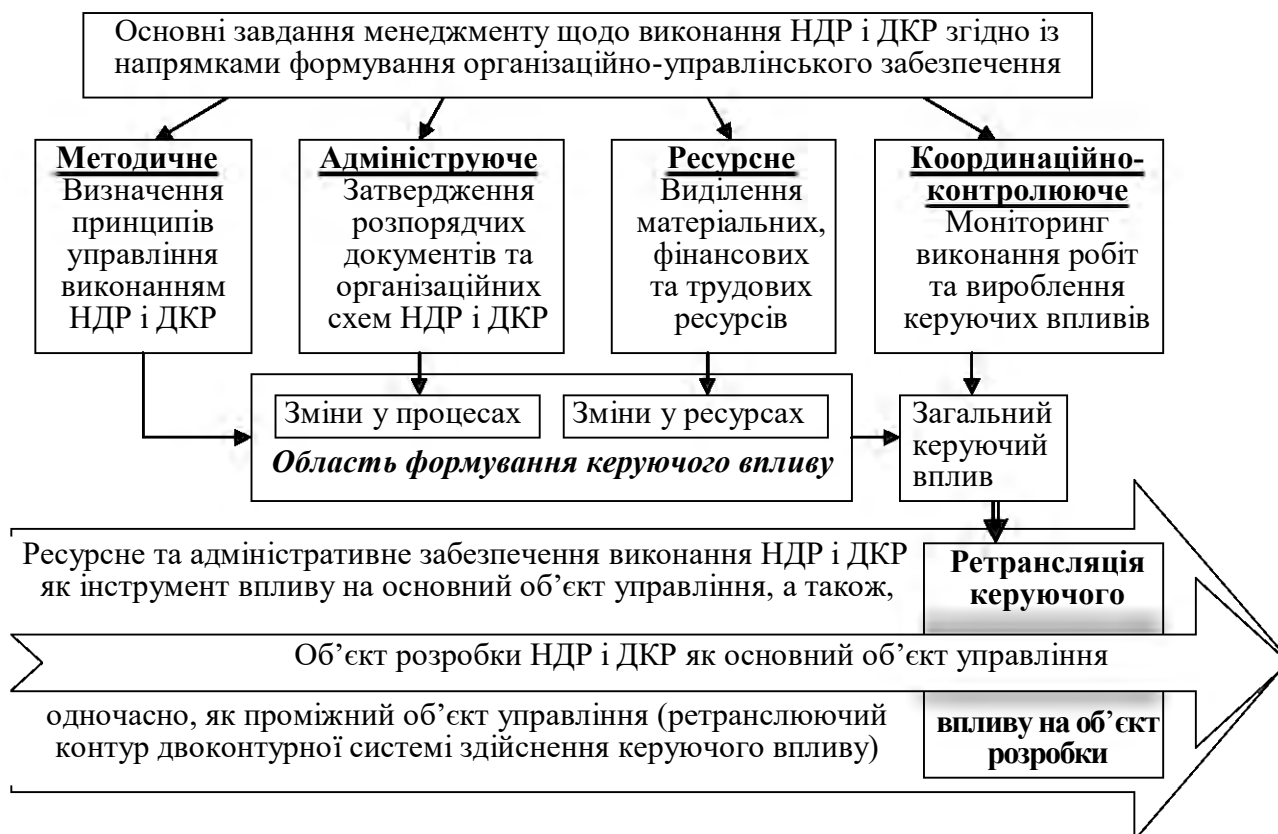 Основні завдання менеджменту щодо виконання НДР і ДКР згідно із
напрямками формування організаційно-управлінського забезпечення
Методичне
Визначення
принципів
управління
виконанням
НДР і ДКР
Адмініструюче
Затвердження
розпорядчих
документів та
організаційних
схем НДР і ДКР
Ресурсне
Виділення
матеріальних,
фінансових
та трудових
ресурсів
Координаційно-
контролююче
Моніторинг
виконання робіт
та вироблення
керуючих впливів
Зміни у процесах
Зміни у ресурсах
Область формування керуючого впливу
Загальний
керуючий
вплив
Ресурсне та адміністративне забезпечення виконання НДР і ДКР
як інструмент впливу на основний об’єкт управління, а також,
Ретрансляція
керуючого
Об’єкт розробки НДР і ДКР як основний об’єкт управління
одночасно, як проміжний об’єкт управління (ретранслюючий
контур двоконтурної системі здійснення керуючого впливу)
впливу на об’єкт
розробки